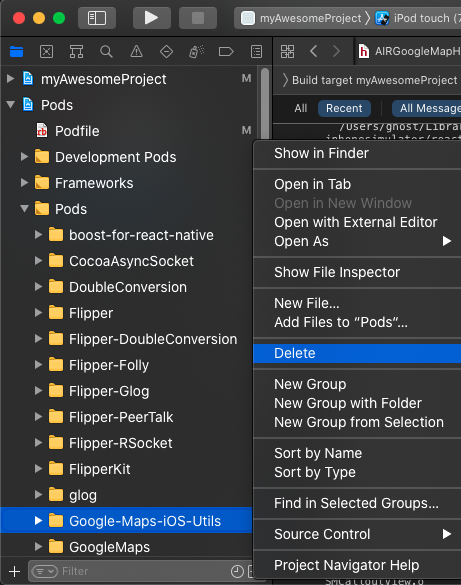 myAwesomeProject
iPod touch (7
AIRGoogleMapH
myAwesomeProject M
Build target myAwesomeProject
Pods
All Recent All Message
Podfile M
/Users/ghost/Libra
Development Pods
Frameworks
Pods
boost-for-react-native
CocoaAsyncSocket
DoubleConversion
Flipper
Flipper-DoubleConversion
Flipper-Folly
Flipper-Glog
Flipper-PeerTalk
Flipper-RSocket
FlipperKit
glog
Google-Maps-iOS-Utils
GoogleMaps
Filter
Show in Finder
Open in Tab
Open in New Window
Open with External Editor
Open As
Show File Inspector
New File...
Add Files to “Pods”...
Delete
New Group
New Group with Folder
New Group from Selection
Sort by Name
Sort by Type
Find in Selected Groups...
Source Control
Project Navigator Help
SMCalloutView.o